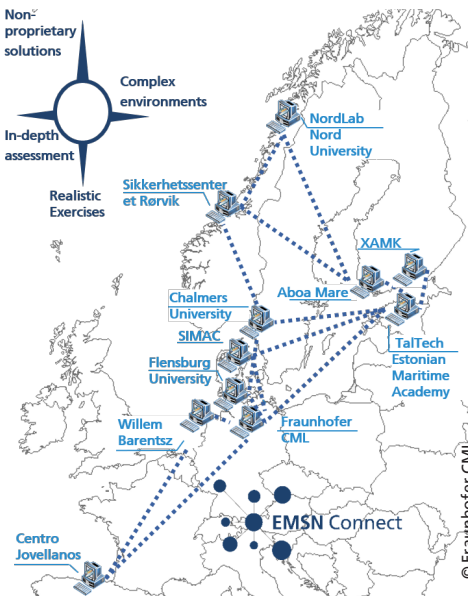 Non-
proprietary
solutions
Complex
environments
In-depth
assessment
Realistic
Exercises
NordLab
Nord
University
Sikkerhetssenter
et Rørvik
XAMK
Aboa Mare
Chalmers
University
SIMAC
TalTech
Estonian
Maritime
Academy
Flensburg
University
Willem
Barentsz
Fraunhofer
CML
EMSN Connect
Centro
Jovellanos
© Fraunhofer CML